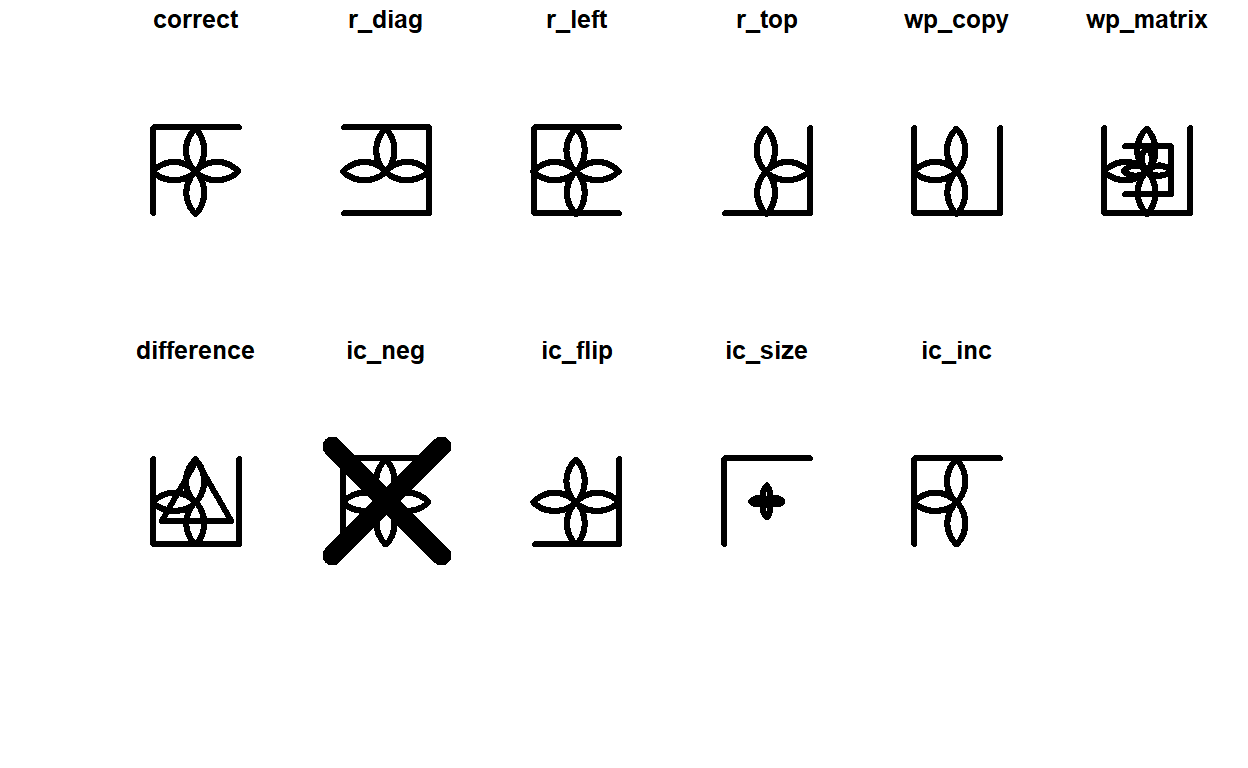 correct r_diag r_left r_top wp_copy wp_matrix
difference ic_neg ic_flip ic_size ic_inc